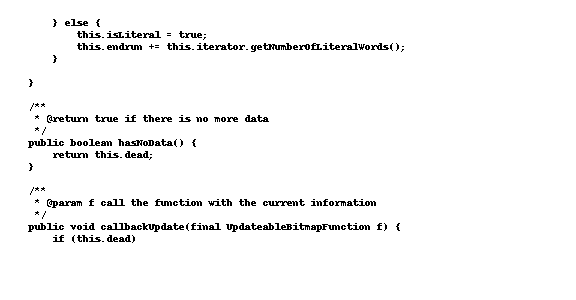 } else {
this.isLiteral = true;
this.endrun += this.iterator.getNumberOfLiteralWords();
}
}
/**
* @return true if there is no more data
*/
public boolean hasNoData() {
return this.dead;
}
/**
* @param f call the function with the current information
*/
public void callbackUpdate(final UpdateableBitmapFunction f) {
if (this.dead)